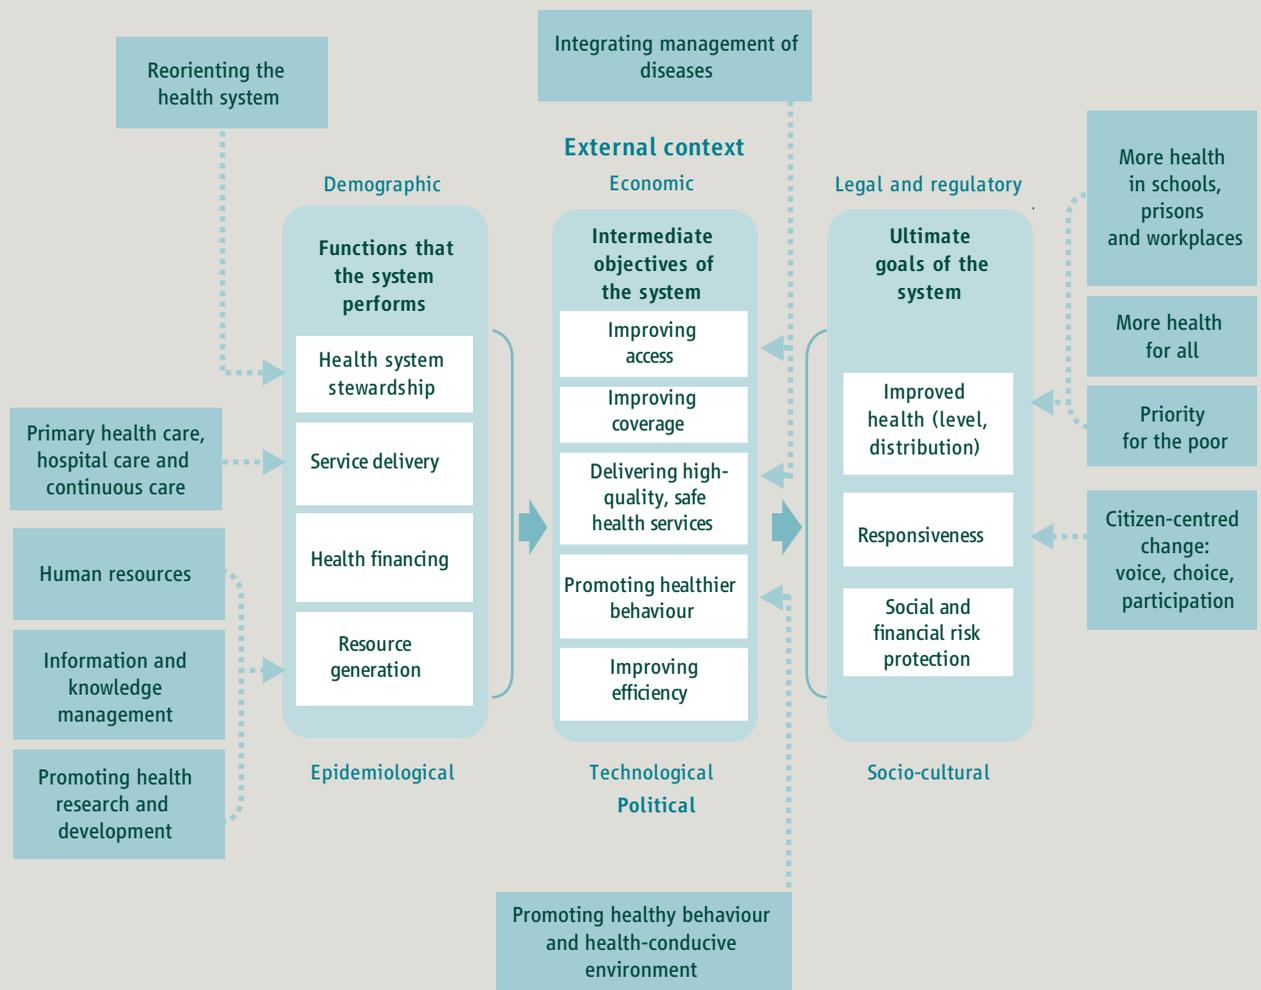 Integrating management of
diseases
Reorienting the
health system
External context
Demographic
Economic
Legal and regulatory
Functions that
the system
performs
Health system
stewardship
Service delivery
Health financing
Resource
generation
Intermediate
objectives of
the system
Improving
access
Improving
coverage
Delivering high-
quality, safe
health services
Promoting healthier
behaviour
Improving
efficiency
Ultimate
goals of the
system
Improved
health (level,
distribution)
Responsiveness
Social and
financial risk
protection
More health
in schools,
prisons
and workplaces
More health
for all
Priority
for the poor
Citizen-centred
change:
voice, choice,
participation
Primary health care,
hospital care and
continuous care
Human resources
Information and
knowledge
management
Promoting health
research and
development
Epidemiological
Technological
Socio-cultural
Political
Promoting healthy behaviour
and health-conducive
environment